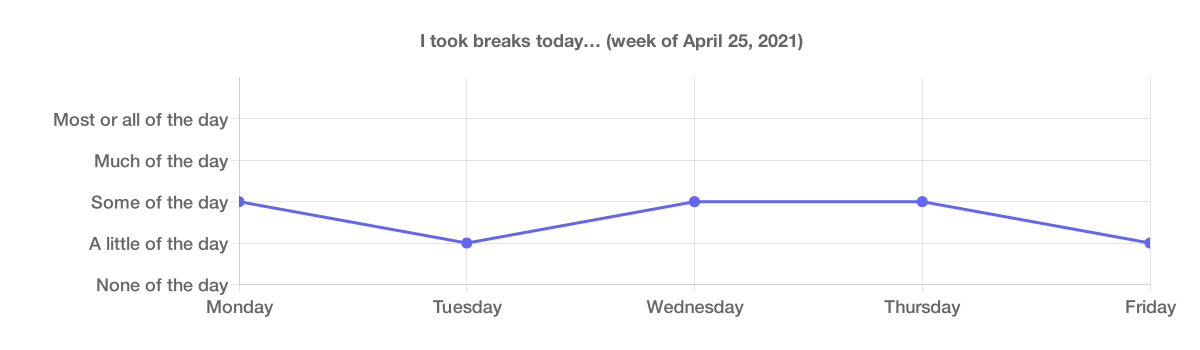 I took breaks today… (week of April 25, 2021)
Most or all of the day
Much of the day
Some of the day
A little of the day
None of the day
Monday Tuesday Wednesday Thursday Friday